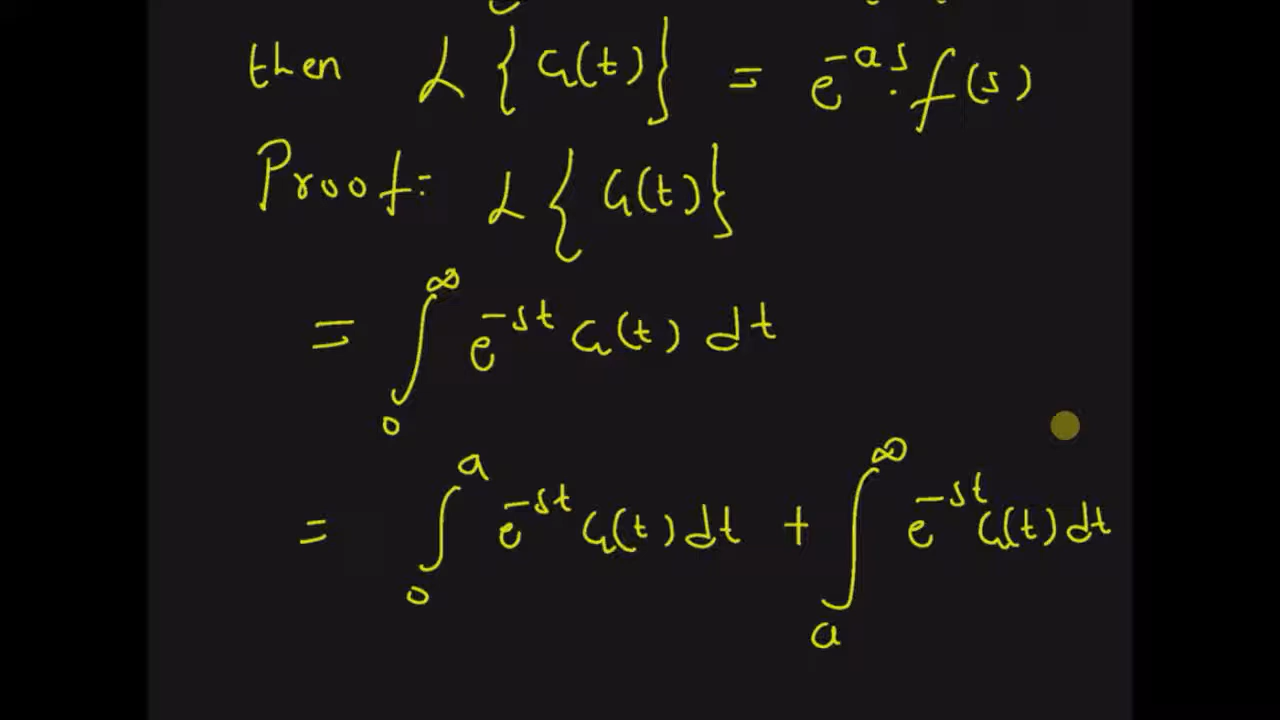 then L{G(t)} = e^{-as}.f(s)
Proof: L{G(t)}
= ∫_0^∞ e^{-st} G(t) dt
= ∫_0^a e^{-st} G(t) dt + ∫_a^∞ e^{-st} G(t) dt